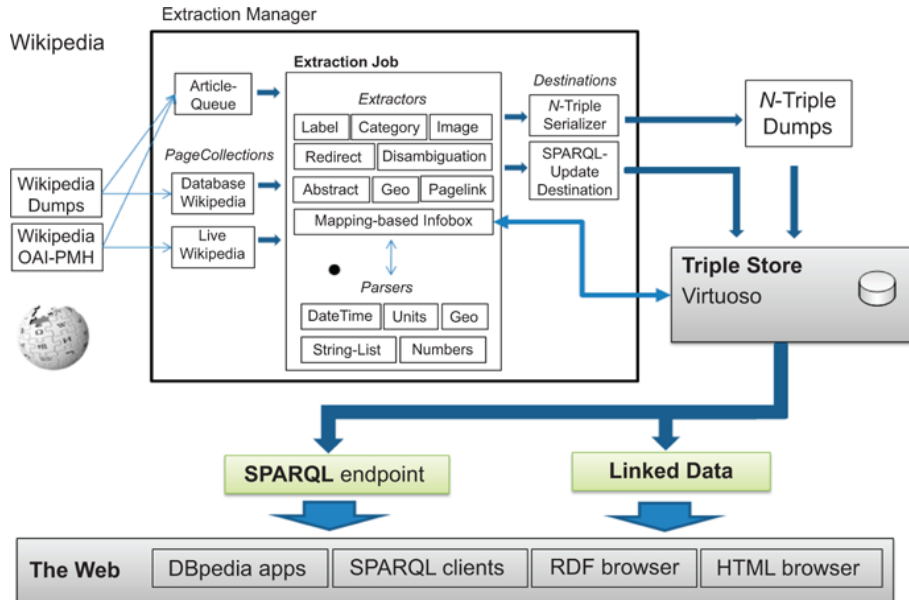 Extraction Manager
Wikipedia
Extraction Job
Article-
Queue
Destinations
Extractors
N-Triple
Serializer
N-Triple
Dumps
Label
Category
Image
Redirect
Disambiguation
SPARQL-
Update
Destination
PageCollections
Wikipedia
Dumps
Database
Wikipedia
Abstract
Geo
Pagelink
Mapping-based Infobox
Wikipedia
OAI-PMH
Live
Wikipedia
Triple Store
Virtuoso
Parsers
DateTime
Units
Geo
String-List
Numbers
SPARQL endpoint
Linked Data
The Web
DBpedia apps
SPARQL clients
RDF browser
HTML browser